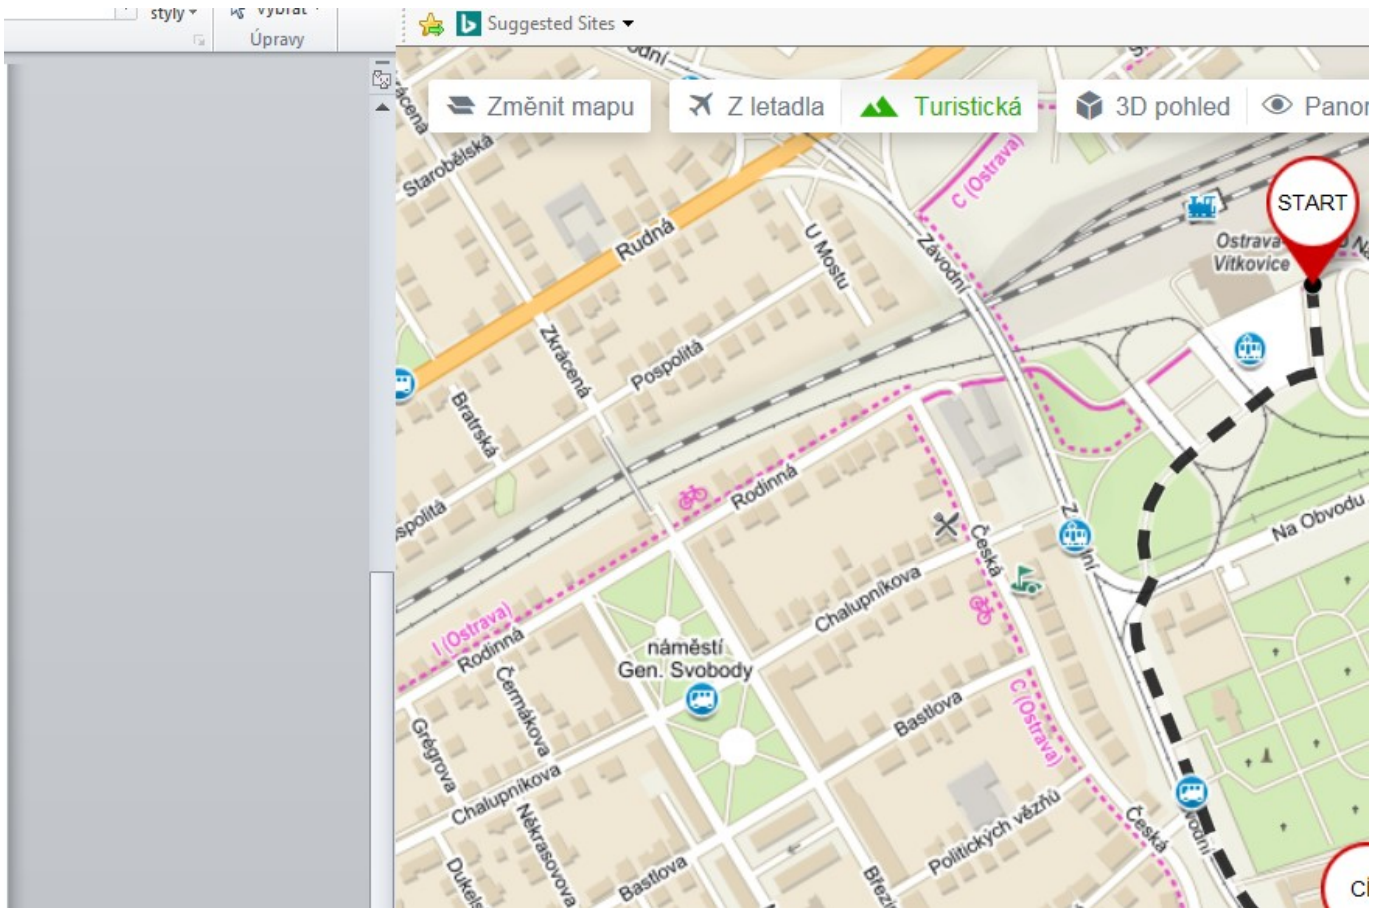 styly
Vybrat
Úpravy
Suggested Sites
Změnit mapu
Z letadla
Turistická
3D pohled
Starobělská
C (Ostrava)
START
Rudná
U Mostu
Závodní
Ostrava-
Vítkovice
Zkrácená
Pospolitá
Bratrská
Rodinná
Na Obvodu
Česká
Chalupníkova
I (Ostrava)
Rodinná
náměstí
Gen. Svobody
Čermákova
C (Ostrava)
Bastlova
Grégrova
Chalupníkova
Někrasovova
Politických vězňů
Česká
Bastlova